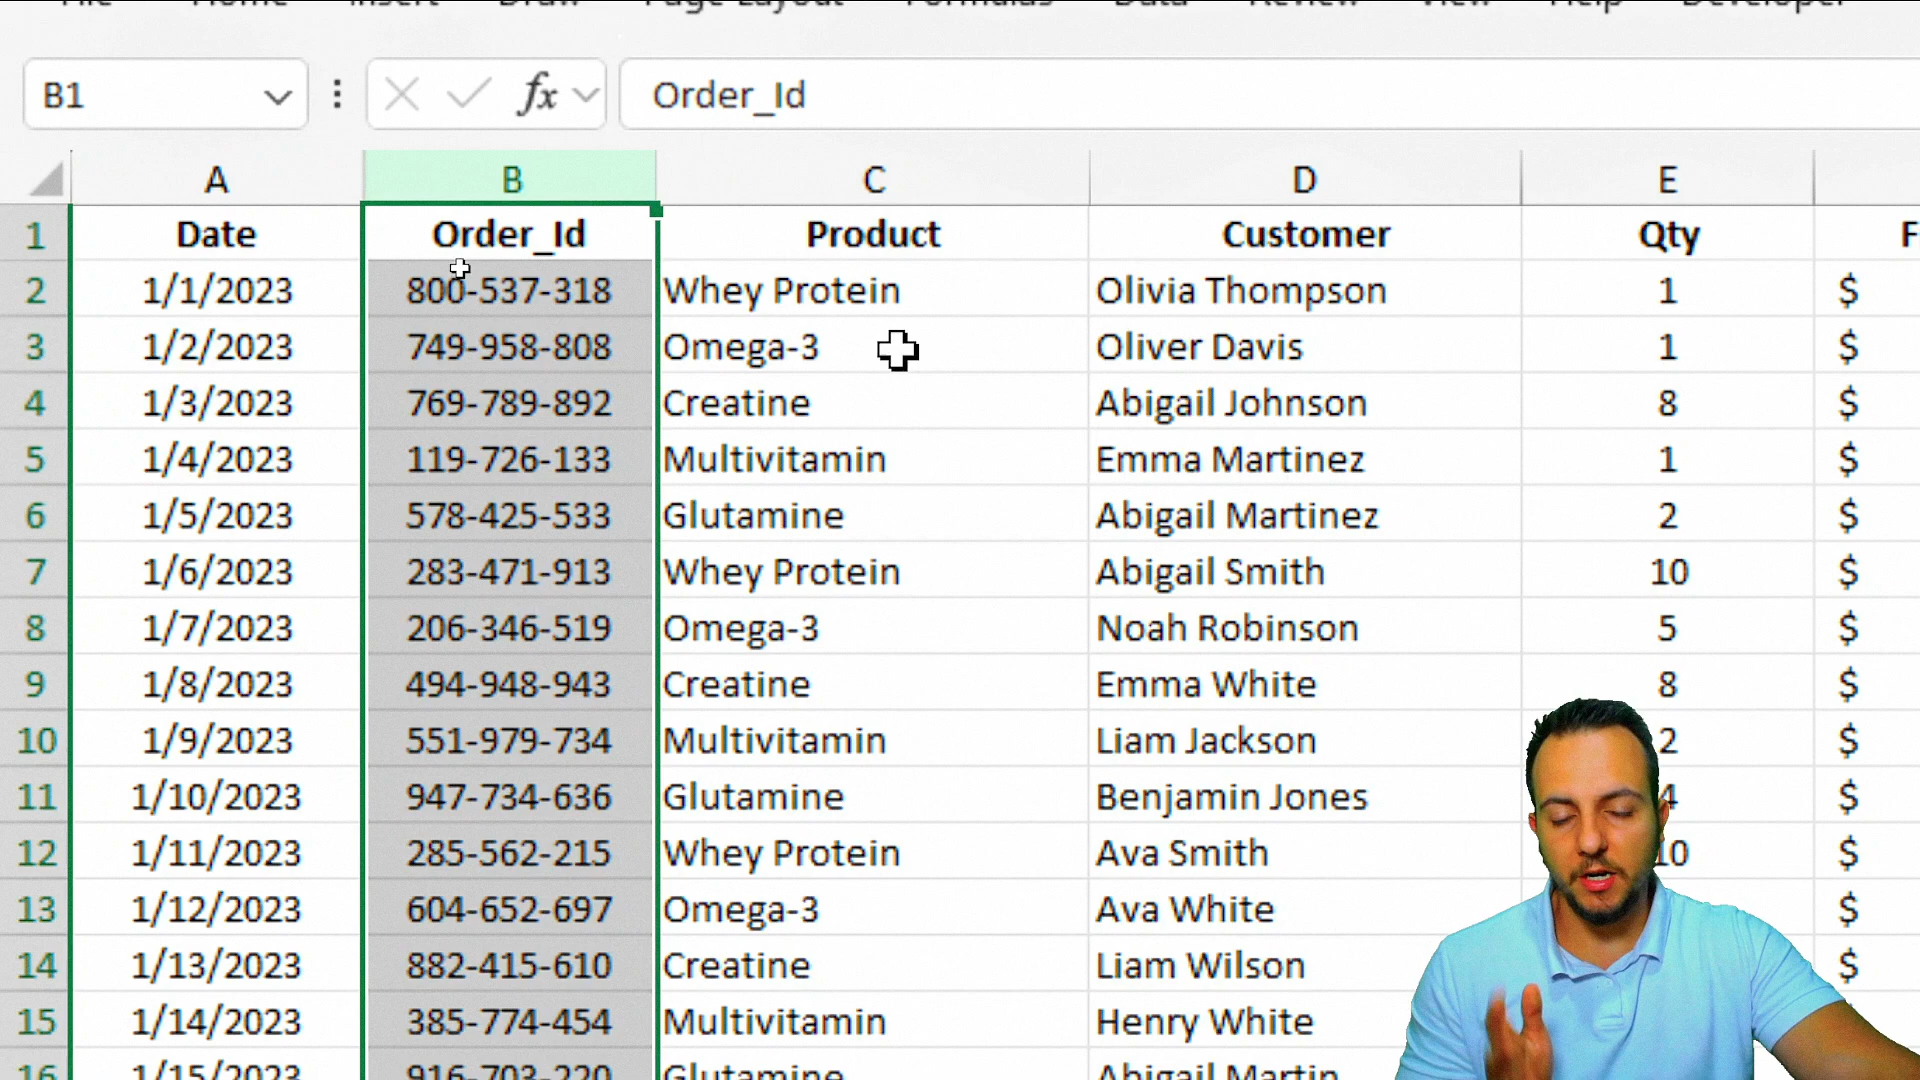 File Home Insert Draw Page Layout Formulas Data Review View Help Developer
B1 fx Order_Id
A B C D E
1 Date Order_Id Product Customer Qty F
2 1/1/2023 800-537-318 Whey Protein Olivia Thompson 1 $
3 1/2/2023 749-958-808 Omega-3 Oliver Davis 1 $
4 1/3/2023 769-789-892 Creatine Abigail Johnson 8 $
5 1/4/2023 119-726-133 Multivitamin Emma Martinez 1 $
6 1/5/2023 578-425-533 Glutamine Abigail Martinez 2 $
7 1/6/2023 283-471-913 Whey Protein Abigail Smith 10 $
8 1/7/2023 206-346-519 Omega-3 Noah Robinson 5 $
9 1/8/2023 494-948-943 Creatine Emma White 8 $
10 1/9/2023 551-979-734 Multivitamin Liam Jackson 2 $
11 1/10/2023 947-734-636 Glutamine Benjamin Jones 4 $
12 1/11/2023 285-562-215 Whey Protein Ava Smith 10 $
13 1/12/2023 604-652-697 Omega-3 Ava White $
14 1/13/2023 882-415-610 Creatine Liam Wilson $
15 1/14/2023 385-774-454 Multivitamin Henry White
16 1/15/2023 916-703-220 Glutamine Abigail Martin